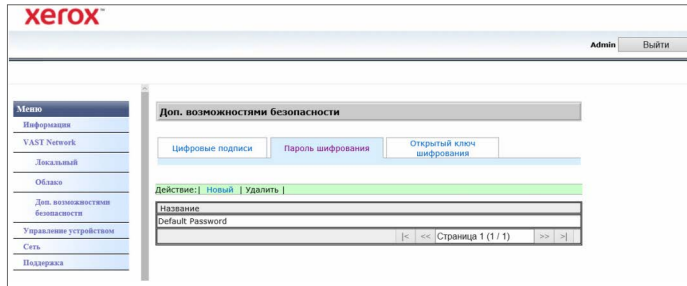 xerox™
Admin Выйти
Меню
Информация
VAST Network
Локальный
Облако
Доп. возможностями
безопасности
Управление устройством
Сеть
Поддержка
Доп. возможностями безопасности
Цифровые подписи Пароль шифрования Открытый ключ
шифрования
Действие:| Новый | Удалить |
Название
Default Password
|< << Страница 1 (1 / 1) >> >|